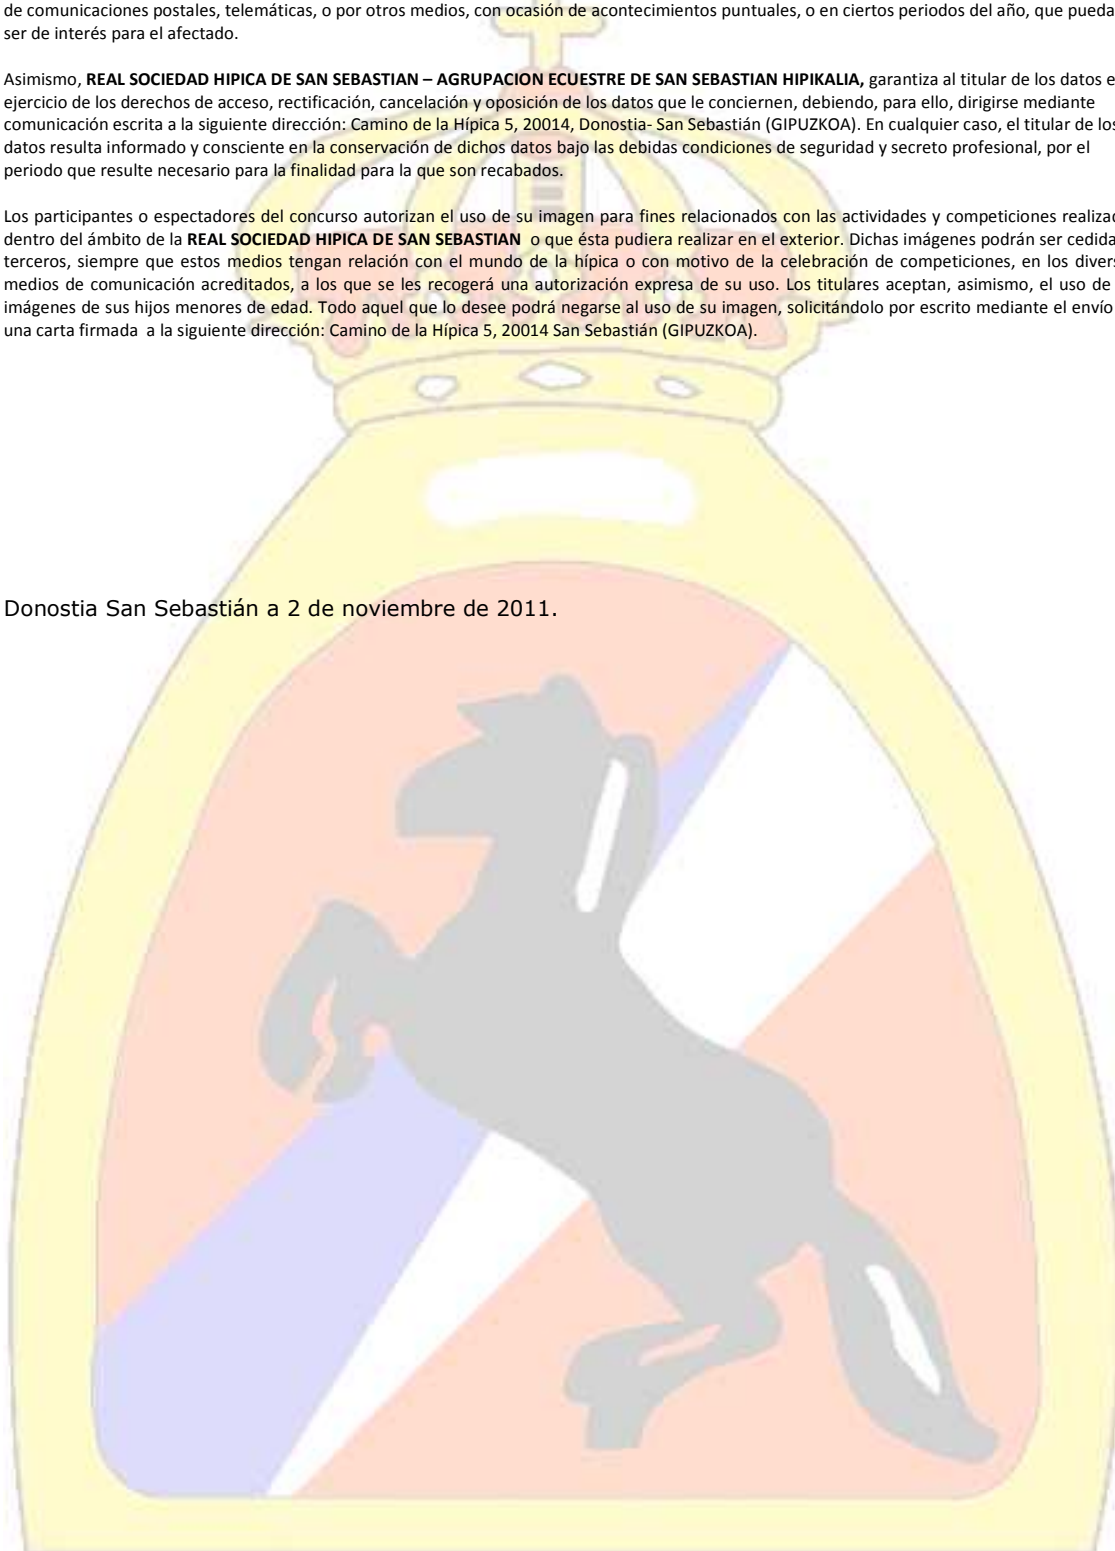 de comunicaciones postales, telemáticas, o por otros medios, con ocasión de acontecimientos puntuales, o en ciertos periodos del año, que pueda
ser de interés para el afectado.
Asimismo, REAL SOCIEDAD HIPICA DE SAN SEBASTIAN – AGRUPACION ECUESTRE DE SAN SEBASTIAN HIPIKALIA, garantiza al titular de los datos e
ejercicio de los derechos de acceso, rectificación, cancelación y oposición de los datos que le conciernen, debiendo, para ello, dirigirse mediante
comunicación escrita a la siguiente dirección: Camino de la Hípica 5, 20014, Donostia- San Sebastián (GIPUZKOA). En cualquier caso, el titular de los
datos resulta informado y consciente en la conservación de dichos datos bajo las debidas condiciones de seguridad y secreto profesional, por el
periodo que resulte necesario para la finalidad para la que son recabados.
Los participantes o espectadores del concurso autorizan el uso de su imagen para fines relacionados con las actividades y competiciones realizad
dentro del ámbito de la REAL SOCIEDAD HIPICA DE SAN SEBASTIAN o que ésta pudiera realizar en el exterior. Dichas imágenes podrán ser cedida
terceros, siempre que estos medios tengan relación con el mundo de la hípica o con motivo de la celebración de competiciones, en los divers
medios de comunicación acreditados, a los que se les recogerá una autorización expresa de su uso. Los titulares aceptan, asimismo, el uso de
imágenes de sus hijos menores de edad. Todo aquel que lo desee podrá negarse al uso de su imagen, solicitándolo por escrito mediante el envío
una carta firmada a la siguiente dirección: Camino de la Hípica 5, 20014 San Sebastián (GIPUZKOA).
Donostia San Sebastián a 2 de noviembre de 2011.